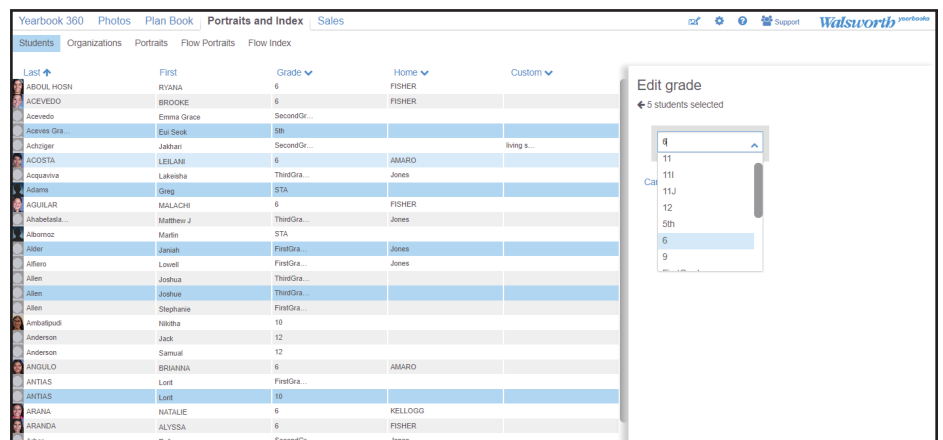 Yearbook 360 Photos Plan Book Portraits and Index Sales Support Walsworth yearbooks
Students Organizations Portraits Flow Portraits Flow Index
Last First Grade Home Custom
ABOUL HOSN RYANA 6 FISHER
ACEVEDO BROOKE 6 FISHER
Acevedo Emma Grace SecondGr...
Aceves Gra... Eui Seok 5th
Achziger Jakhari SecondGr... living s...
ACOSTA LEILANI 6 AMARO
Acquaviva Lakeisha ThirdGra... Jones
Adams Greg STA
AGUILAR MALACHI 6 FISHER
Ahabetasla... Matthew J ThirdGra... Jones
Albornoz Martin STA
Alder Janiah FirstGra... Jones
Alfiero Lowell FirstGra... Jones
Allen Joshua ThirdGra...
Allen Joshue ThirdGra...
Allen Stephanie FirstGra...
Ambatipudi Nikitha 10
Anderson Jack 12
Anderson Samual 12
ANGULO BRIANNA 6 AMARO
ANTIAS Lorit FirstGra...
ANTIAS Lorit 10
ARANA NATALIE 6 KELLOGG
ARANDA ALYSSA 6 FISHER
Edit grade
5 students selected
6
Ca
11
11I
11J
12
5th
6
9